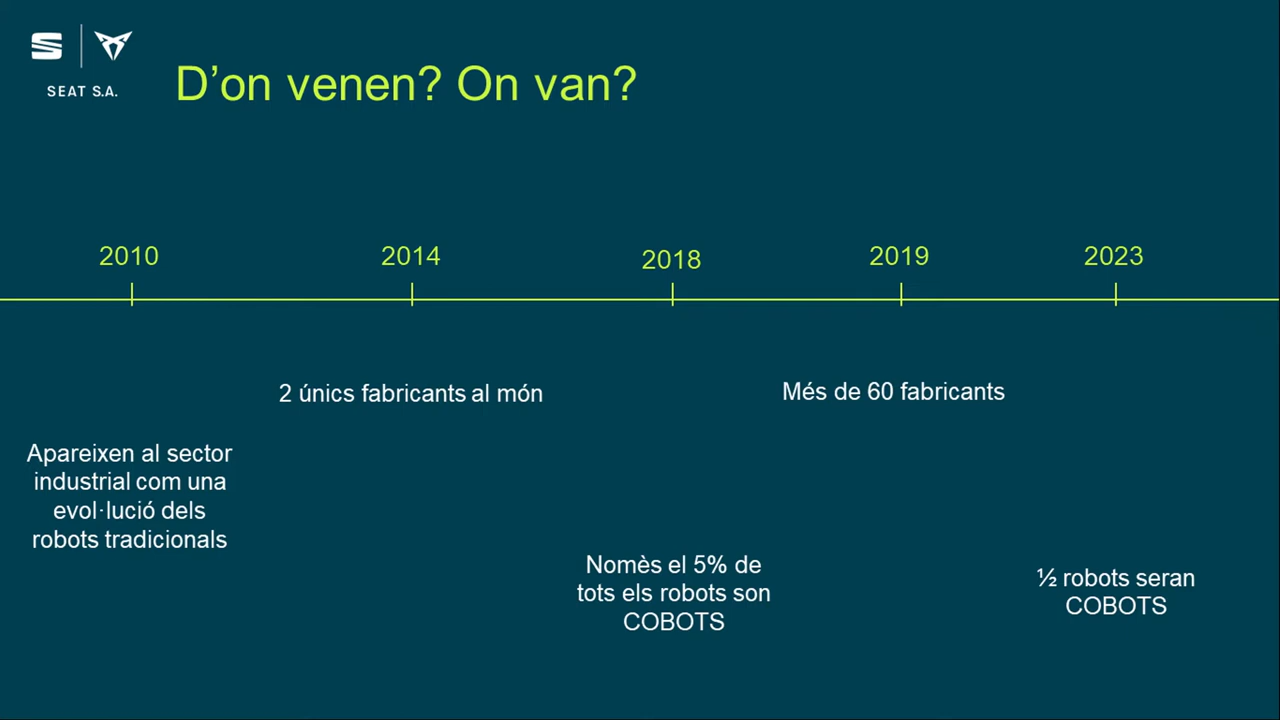 SEAT S.A.
D’on venen? On van?
2010
2014
2018
2019
2023
2 únics fabricants al món
Més de 60 fabricants
Apareixen al sector
industrial com una
evol·lució dels
robots tradicionals
Nomès el 5% de
tots els robots son
COBOTS
½ robots seran
COBOTS